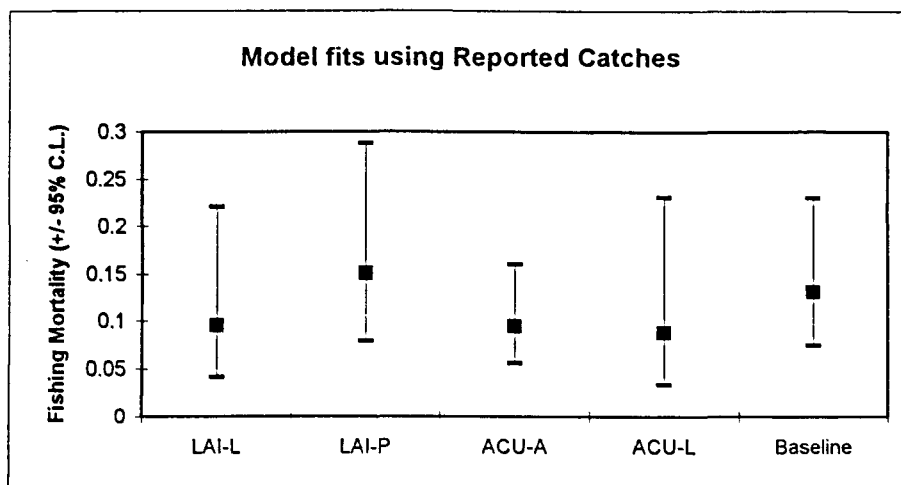 Model fits using Reported Catches
Fishing Mortality (+/- 95% C.L.)
0.3
0.25
0.2
0.15
0.1
0.05
0
LAI-L LAI-P ACU-A ACU-L Baseline